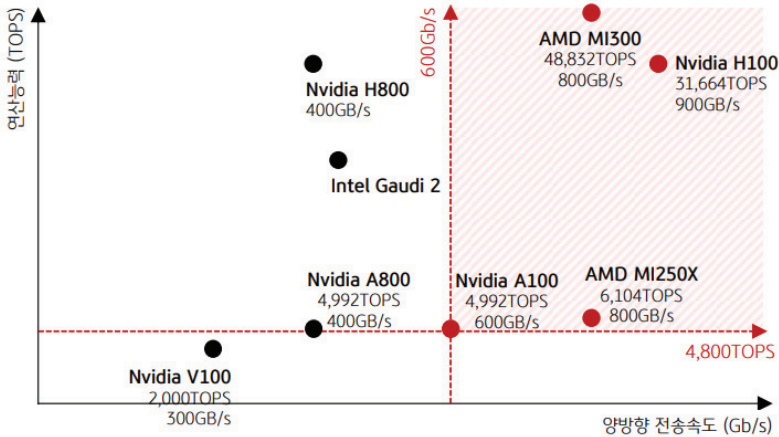 연산능력 (TOPS)
600Gb/s
AMD MI300
48,832TOPS
800GB/s
Nvidia H100
31,664TOPS
900GB/s
Nvidia H800
400GB/s
Intel Gaudi 2
Nvidia A800
4,992TOPS
400GB/s
Nvidia A100
4,992TOPS
600GB/s
AMD MI250X
6,104TOPS
800GB/s
4,800TOPS
Nvidia V100
2,000TOPS
300GB/s
양방향 전송속도 (Gb/s)